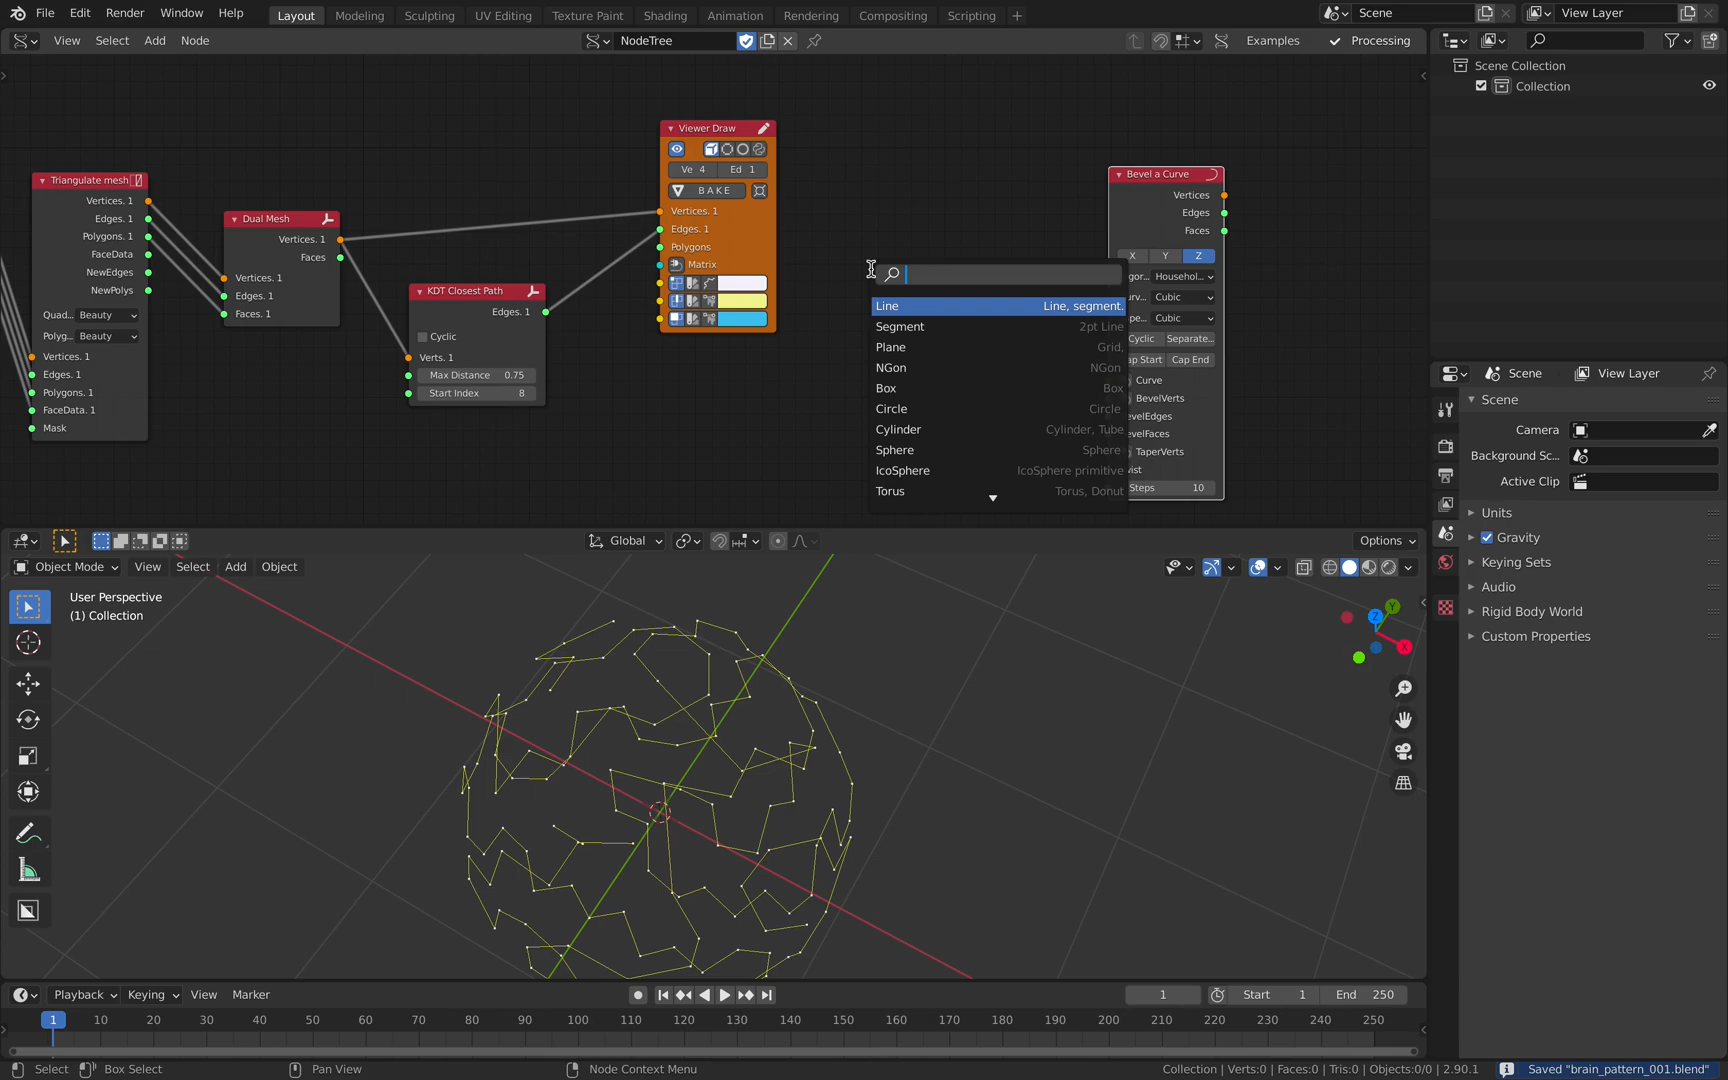 File Edit Render Window Help Layout Modeling Sculpting UV Editing Texture Paint Shading Animation Rendering Compositing Scripting + Scene View Layer
View Select Add Node NodeTree Examples Processing
Scene Collection
Collection
Triangulate mesh
Vertices. 1
Edges. 1
Polygons. 1
FaceData
NewEdges
NewPolys
Quad... Beauty
Polyg... Beauty
Vertices. 1
Edges. 1
Polygons. 1
FaceData. 1
Mask
Dual Mesh
Vertices. 1
Faces
Vertices. 1
Edges. 1
Faces. 1
KDT Closest Path
Edges. 1
Cyclic
Verts. 1
Max Distance 0.75
Start Index 8
Viewer Draw
Ve 4 Ed 1
BAKE
Vertices. 1
Edges. 1
Polygons
Matrix
Line Line, segment.
Segment 2pt Line
Plane Grid,
NGon NGon
Box Box
Circle Circle
Cylinder Cylinder, Tube
Sphere Sphere
IcoSphere IcoSphere primitive
Torus Torus, Donut
Bevel a Curve
Vertices
Edges
Faces
X Y Z
gor Househol...
urv... Cubic
pe... Cubic
Cyclic Separate...
ap Start Cap End
Curve
BevelVerts
evelEdges
evelFaces
TaperVerts
ist
Steps 10
Scene View Layer
Scene
Camera
Background Sc...
Active Clip
Units
Gravity
Keying Sets
Audio
Rigid Body World
Custom Properties
Global Options
Object Mode View Select Add Object
User Perspective
(1) Collection
Z Y X
Playback Keying View Marker 1 Start 1 End 250
1 10 20 30 40 50 60 70 80 90 100 110 120 130 140 150 160 170 180 190 200 210 220 230 240 250
Select Box Select Pan View Node Context Menu Collection | Verts:0 | Faces:0 | Tris:0 | Objects:0/0 | 2.90.1 Saved "brain_pattern_001.blend"